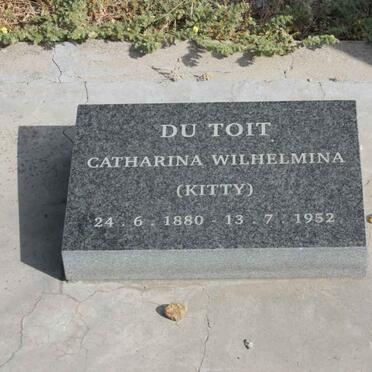 DU TOIT
CATHARINA WILHELMINA
(KITTY)
24 . 6 . 1880 - 13 . 7 . 1952